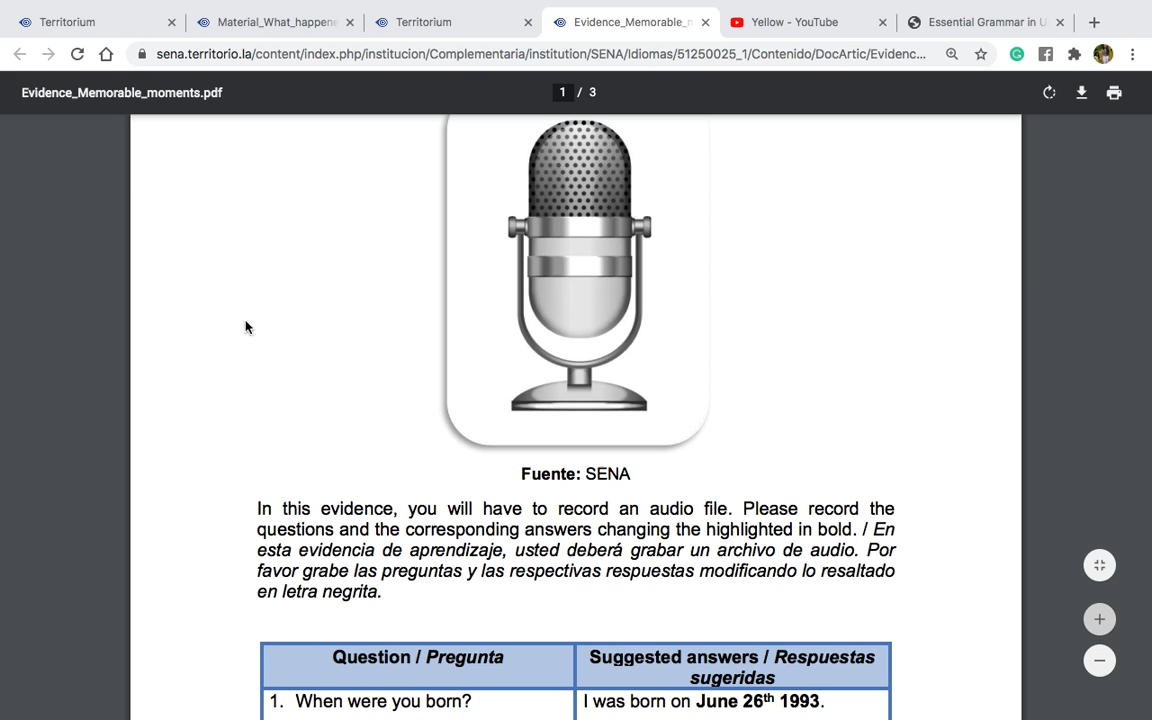 Territorium
Material_What_happene
Territorium
Evidence_Memorable_m
Yellow - YouTube
Essential Grammar in U
sena.territorio.la/content/index.php/institucion/Complementaria/institution/SENA/Idiomas/51250025_1/Contenido/DocArtic/Evidenc...
Evidence_Memorable_moments.pdf
1 / 3
Fuente: SENA
In this evidence, you will have to record an audio file. Please record the
questions and the corresponding answers changing the highlighted in bold. / En
esta evidencia de aprendizaje, usted deberá grabar un archivo de audio. Por
favor grabe las preguntas y las respectivas respuestas modificando lo resaltado
en letra negrita.
Question / Pregunta
Suggested answers / Respuestas
sugeridas
1. When were you born?
I was born on June 26th 1993.